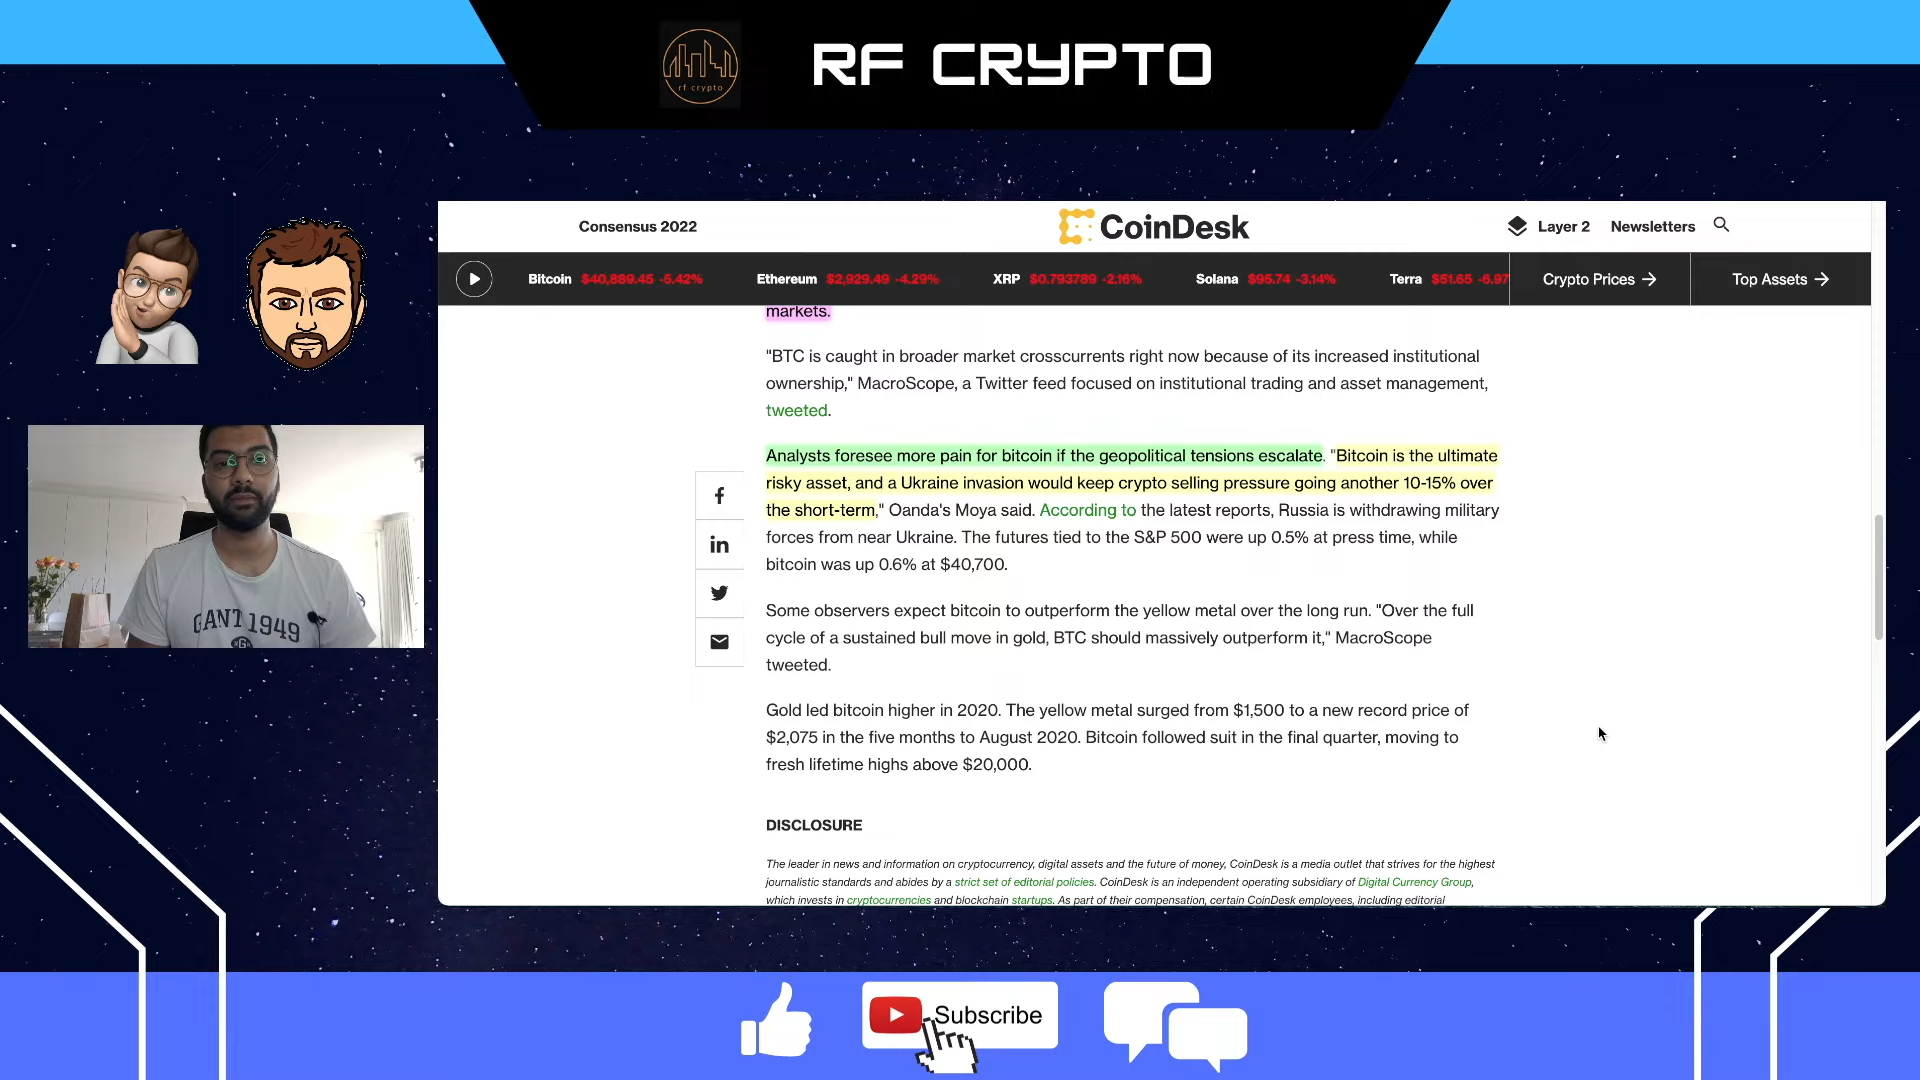 RF CRYPTO
rf crypto
Consensus 2022
CoinDesk
Layer 2
Newsletters
Bitcoin $40,889.45 -5.42%
Ethereum $2,929.49 -4.29%
XRP $0.793789 -2.16%
Solana $95.74 -3.14%
Terra $51.65 -6.97
Crypto Prices →
Top Assets →
markets.
"BTC is caught in broader market crosscurrents right now because of its increased institutional
ownership," MacroScope, a Twitter feed focused on institutional trading and asset management,
tweeted.
Analysts foresee more pain for bitcoin if the geopolitical tensions escalate. "Bitcoin is the ultimate
risky asset, and a Ukraine invasion would keep crypto selling pressure going another 10-15% over
the short-term," Oanda's Moya said. According to the latest reports, Russia is withdrawing military
forces from near Ukraine. The futures tied to the S&P 500 were up 0.5% at press time, while
bitcoin was up 0.6% at $40,700.
Some observers expect bitcoin to outperform the yellow metal over the long run. "Over the full
cycle of a sustained bull move in gold, BTC should massively outperform it," MacroScope
tweeted.
Gold led bitcoin higher in 2020. The yellow metal surged from $1,500 to a new record price of
$2,075 in the five months to August 2020. Bitcoin followed suit in the final quarter, moving to
fresh lifetime highs above $20,000.
DISCLOSURE
The leader in news and information on cryptocurrency, digital assets and the future of money, CoinDesk is a media outlet that strives for the highest
journalistic standards and abides by a strict set of editorial policies. CoinDesk is an independent operating subsidiary of Digital Currency Group,
which invests in cryptocurrencies and blockchain startups. As part of their compensation, certain CoinDesk employees, including editorial
GANT 1949
Subscribe